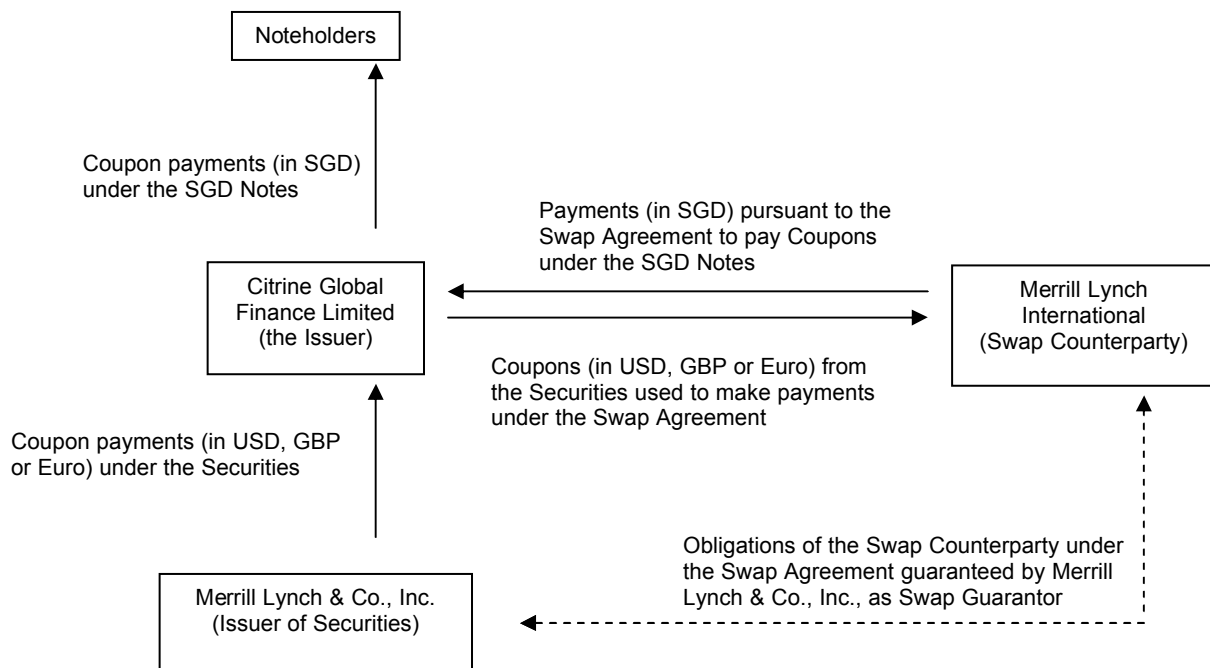 Noteholders
Coupon payments (in SGD)
under the SGD Notes
Payments (in SGD) pursuant to the
Swap Agreement to pay Coupons
under the SGD Notes
Citrine Global
Finance Limited
(the Issuer)
Merrill Lynch
International
(Swap Counterparty)
Coupons (in USD, GBP or Euro) from
the Securities used to make payments
under the Swap Agreement
Coupon payments (in USD, GBP
or Euro) under the Securities
Obligations of the Swap Counterparty under
the Swap Agreement guaranteed by Merrill
Lynch & Co., Inc., as Swap Guarantor
Merrill Lynch & Co., Inc.
(Issuer of Securities)